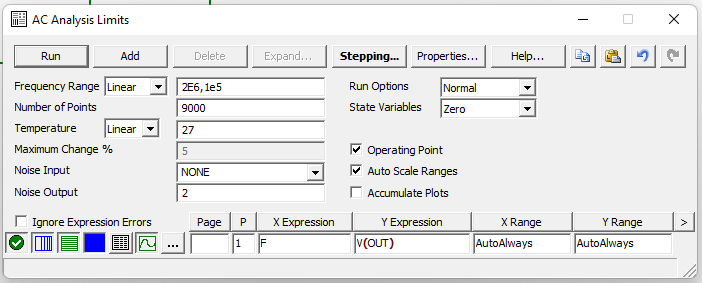 AC Analysis Limits
Run Add Delete Expand... Stepping... Properties... Help...
Frequency Range Linear 2E6,1e5 Run Options Normal
Number of Points 9000 State Variables Zero
Temperature Linear 27
Maximum Change % 5 Operating Point
Noise Input NONE Auto Scale Ranges
Noise Output 2 Accumulate Plots
Ignore Expression Errors Page P X Expression Y Expression X Range Y Range >
... 1 F V(OUT) AutoAlways AutoAlways